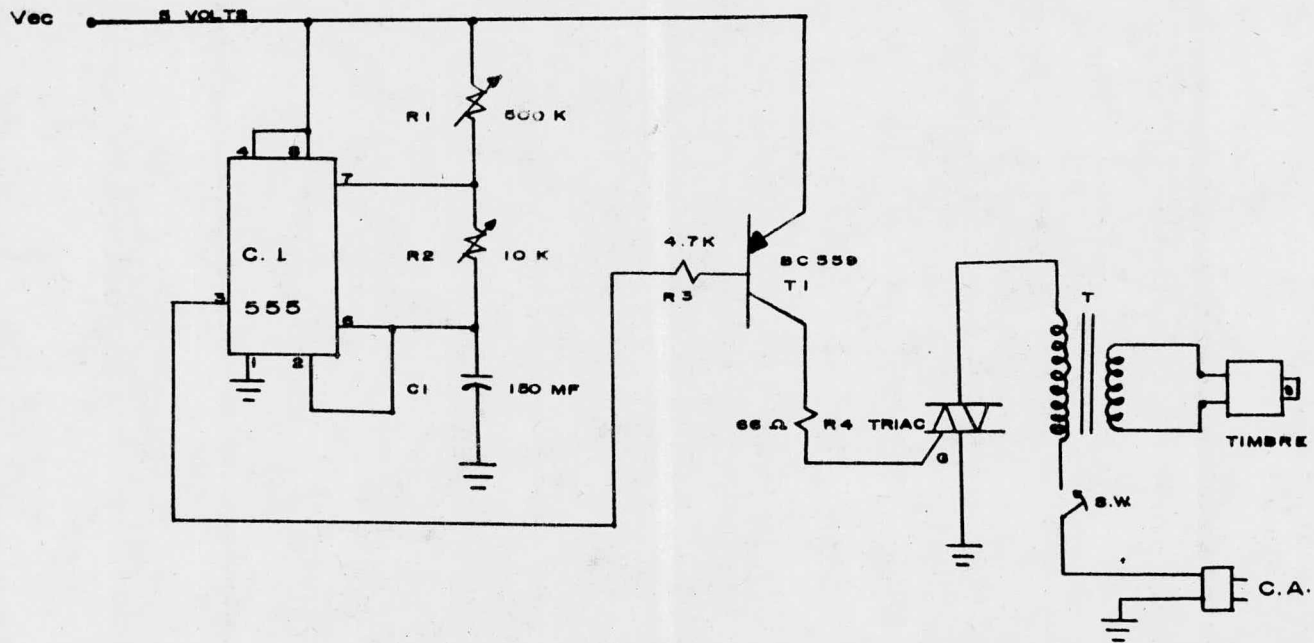 Vec 5 VOLTS
R1 500 K
4 8
7
R2 10 K
C. I
555
3
6
1 2
C1 150 MF
4.7K
R3
BC 559
T1
66 Ω R4 TRIAC
G
T
TIMBRE
S.W.
C.A.